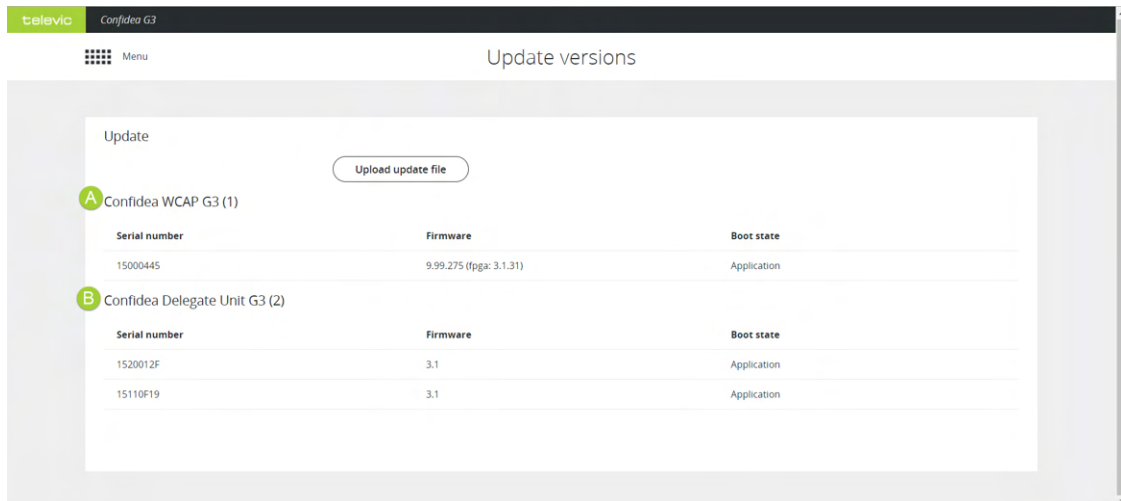 televic Confidea G3
Menu Update versions
Update
Upload update file
A Confidea WCAP G3 (1)
Serial number Firmware Boot state
15000445 9.99.275 (fpga: 3.1.31) Application
B Confidea Delegate Unit G3 (2)
Serial number Firmware Boot state
1520012F 3.1 Application
15110F19 3.1 Application